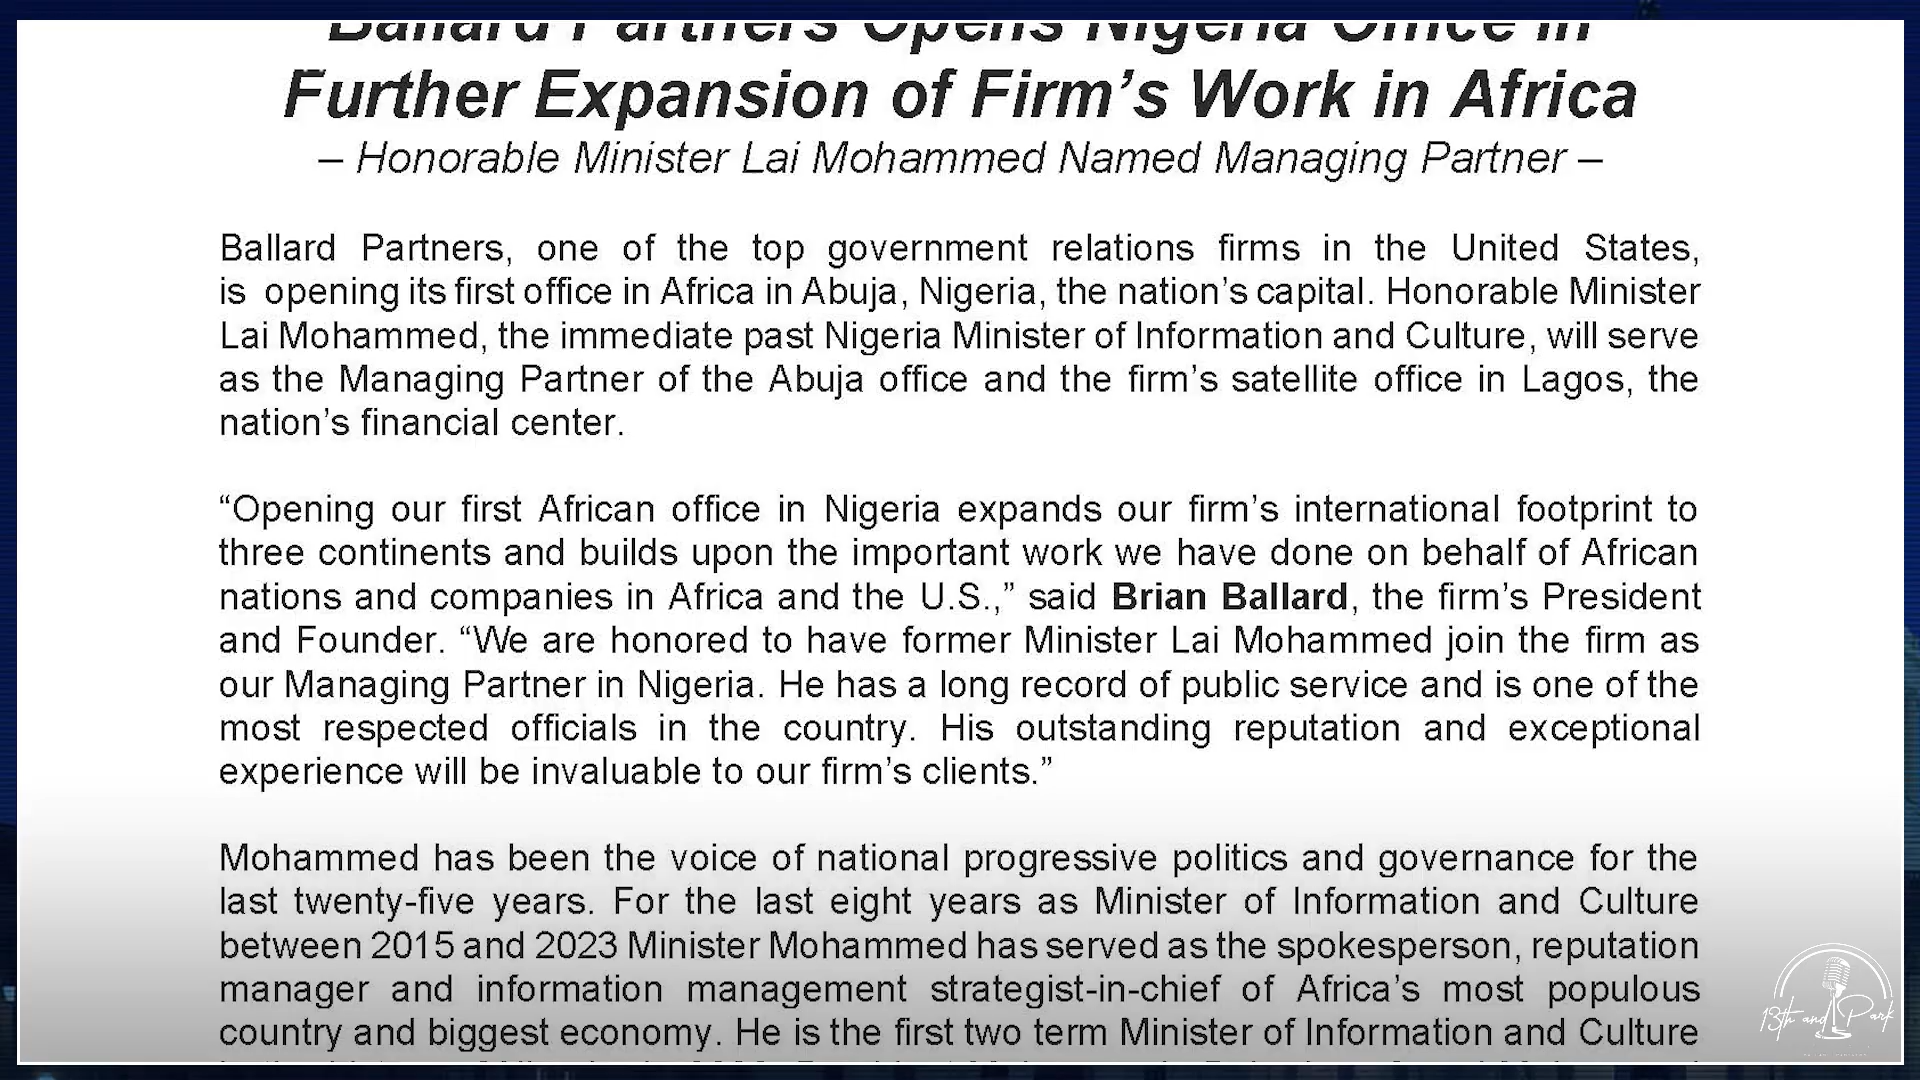 Ballard Partners Opens Nigeria Office in
Further Expansion of Firm’s Work in Africa
– Honorable Minister Lai Mohammed Named Managing Partner –
Ballard Partners, one of the top government relations firms in the United States,
is opening its first office in Africa in Abuja, Nigeria, the nation’s capital. Honorable Minister
Lai Mohammed, the immediate past Nigeria Minister of Information and Culture, will serve
as the Managing Partner of the Abuja office and the firm’s satellite office in Lagos, the
nation’s financial center.
“Opening our first African office in Nigeria expands our firm’s international footprint to
three continents and builds upon the important work we have done on behalf of African
nations and companies in Africa and the U.S.,” said Brian Ballard, the firm’s President
and Founder. “We are honored to have former Minister Lai Mohammed join the firm as
our Managing Partner in Nigeria. He has a long record of public service and is one of the
most respected officials in the country. His outstanding reputation and exceptional
experience will be invaluable to our firm’s clients.”
Mohammed has been the voice of national progressive politics and governance for the
last twenty-five years. For the last eight years as Minister of Information and Culture
between 2015 and 2023 Minister Mohammed has served as the spokesperson, reputation
manager and information management strategist-in-chief of Africa’s most populous
country and biggest economy. He is the first two term Minister of Information and Culture
13th and Park